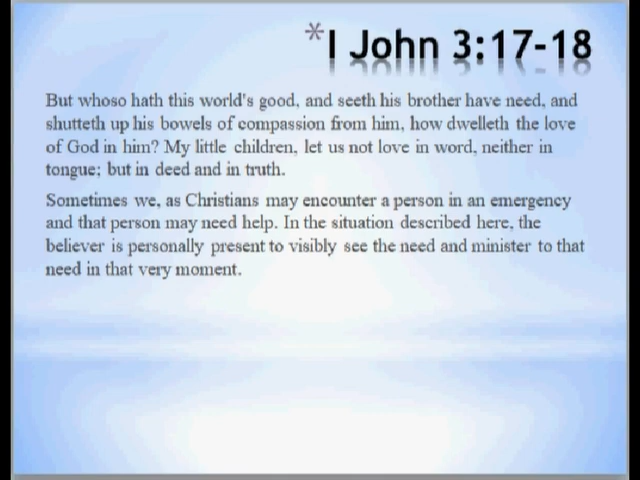 *I John 3:17-18
But whoso hath this world's good, and seeth his brother have need, and
shutteth up his bowels of compassion from him, how dwelleth the love
of God in him? My little children, let us not love in word, neither in
tongue; but in deed and in truth.
Sometimes we, as Christians may encounter a person in an emergency
and that person may need help. In the situation described here, the
believer is personally present to visibly see the need and minister to that
need in that very moment.